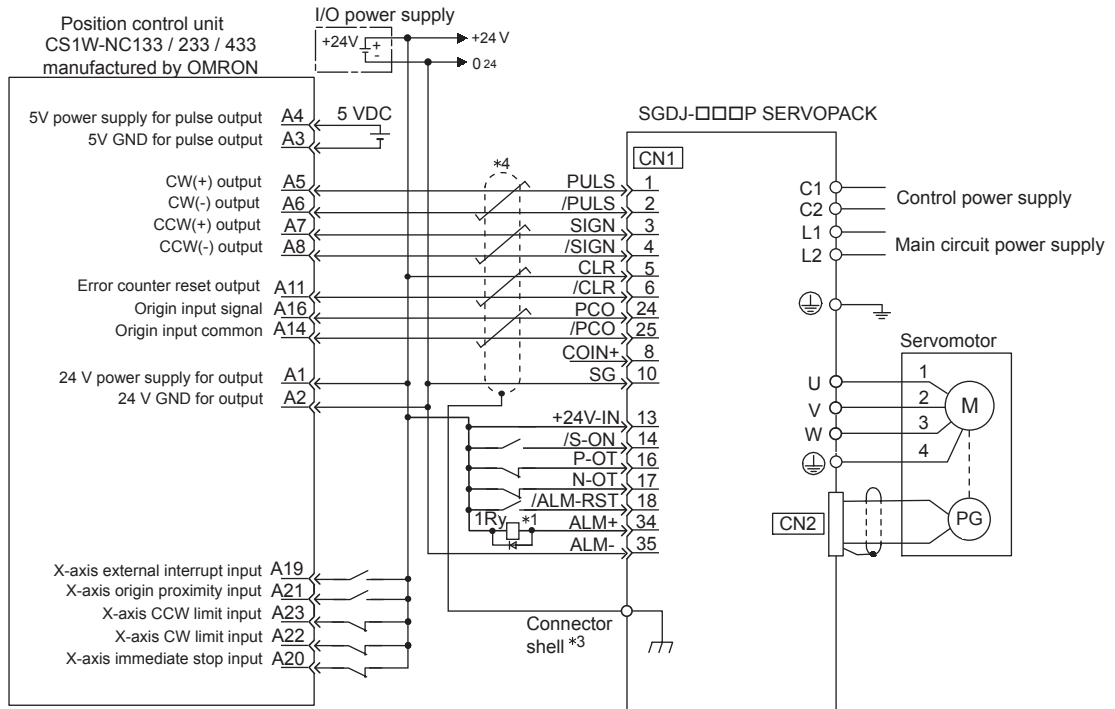 I/O power supply
Position control unit
CS1W-NC133 / 233 / 433
manufactured by OMRON
+24V
+
-
+24 V
0 24
SGDJ-□□□P SERVOPACK
5V power supply for pulse output A4 5 VDC
5V GND for pulse output A3
CN1
*4
CW(+) output A5 PULS 1
CW(-) output A6 /PULS 2
CCW(+) output A7 SIGN 3
CCW(-) output A8 /SIGN 4
CLR 5
Error counter reset output A11 /CLR 6
Origin input signal A16 PCO 24
Origin input common A14 /PCO 25
COIN+ 8
24 V power supply for output A1 SG 10
24 V GND for output A2
+24V-IN 13
/S-ON 14
P-OT 16
N-OT 17
/ALM-RST 18
1Ry *1 ALM+ 34
ALM- 35
X-axis external interrupt input A19
X-axis origin proximity input A21
X-axis CCW limit input A23
X-axis CW limit input A22
X-axis immediate stop input A20
Connector
shell *3
C1
C2
Control power supply
L1
L2
Main circuit power supply
Servomotor
U 1
V 2
W 3
4
M
CN2
PG